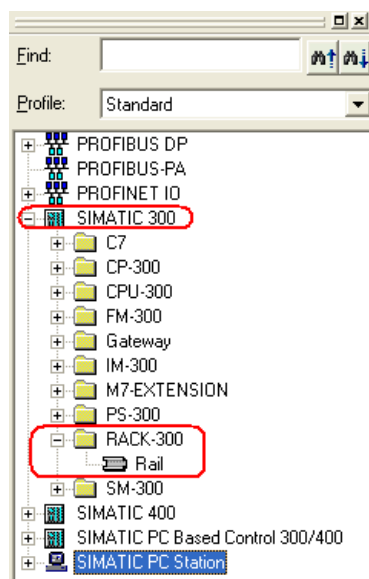 Find:
Profile: Standard
PROFIBUS DP
PROFIBUS-PA
PROFINET IO
SIMATIC 300
C7
CP-300
CPU-300
FM-300
Gateway
IM-300
M7-EXTENSION
PS-300
RACK-300
Rail
SM-300
SIMATIC 400
SIMATIC PC Based Control 300/400
SIMATIC PC Station